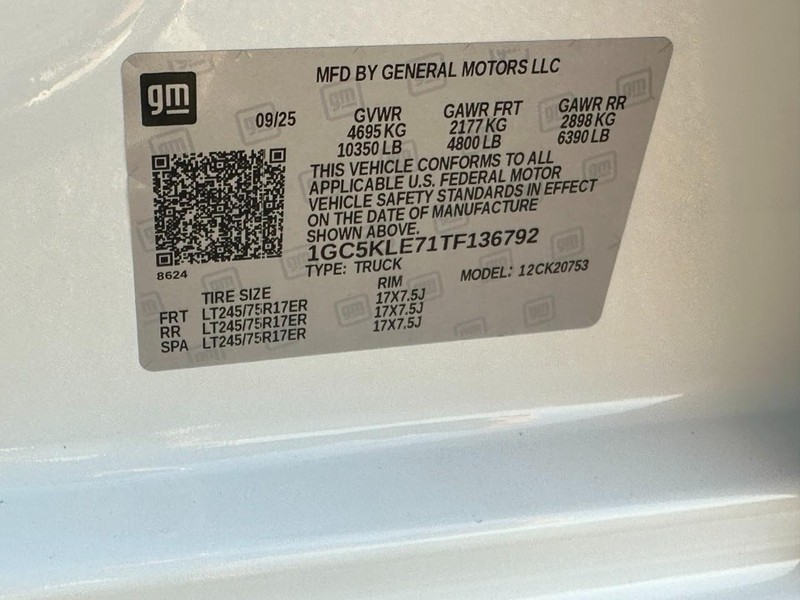 gm
MFD BY GENERAL MOTORS LLC
09/25 GVWR GAWR FRT GAWR RR
4695 KG 2177 KG 2898 KG
10350 LB 4800 LB 6390 LB
THIS VEHICLE CONFORMS TO ALL
APPLICABLE U.S. FEDERAL MOTOR
VEHICLE SAFETY STANDARDS IN EFFECT
ON THE DATE OF MANUFACTURE
SHOWN ABOVE.
1GC5KLE71TF136792
8624 TYPE: TRUCK MODEL: 12CK20753
TIRE SIZE RIM
FRT LT245/75R17ER 17X7.5J
RR LT245/75R17ER 17X7.5J
SPA LT245/75R17ER 17X7.5J